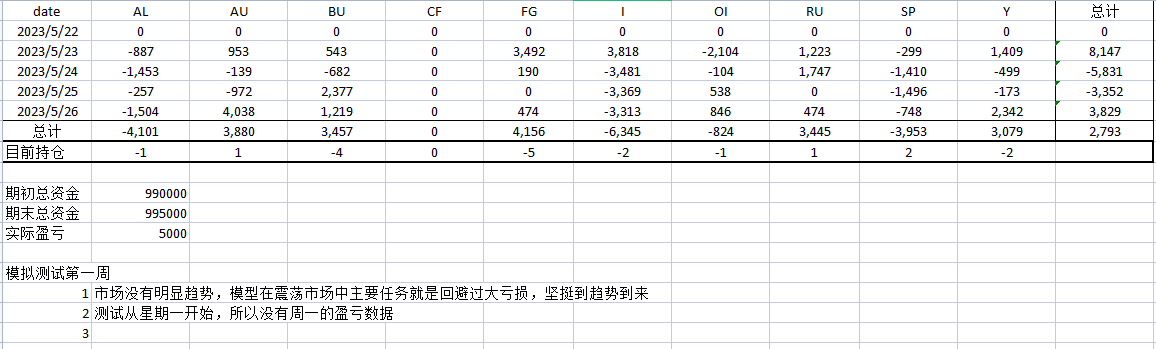 date AL AU BU CF FG I OI RU SP Y 总计
2023/5/22 0 0 0 0 0 0 0 0 0 0 0
2023/5/23 -887 953 543 0 3,492 3,818 -2,104 1,223 -299 1,409 8,147
2023/5/24 -1,453 -139 -682 0 190 -3,481 -104 1,747 -1,410 -499 -5,831
2023/5/25 -257 -972 2,377 0 0 -3,369 538 0 -1,496 -173 -3,352
2023/5/26 -1,504 4,038 1,219 0 474 -3,313 846 474 -748 2,342 3,829
总计 -4,101 3,880 3,457 0 4,156 -6,345 -824 3,445 -3,953 3,079 2,793
目前持仓 -1 1 -4 0 -5 -2 -1 1 2 -2
期初总资金 990000
期末总资金 995000
实际盈亏 5000
模拟测试第一周
1 市场没有明显趋势，模型在震荡市场中主要任务就是回避过大亏损，坚挺到趋势到来
2 测试从星期一开始，所以没有周一的盈亏数据
3